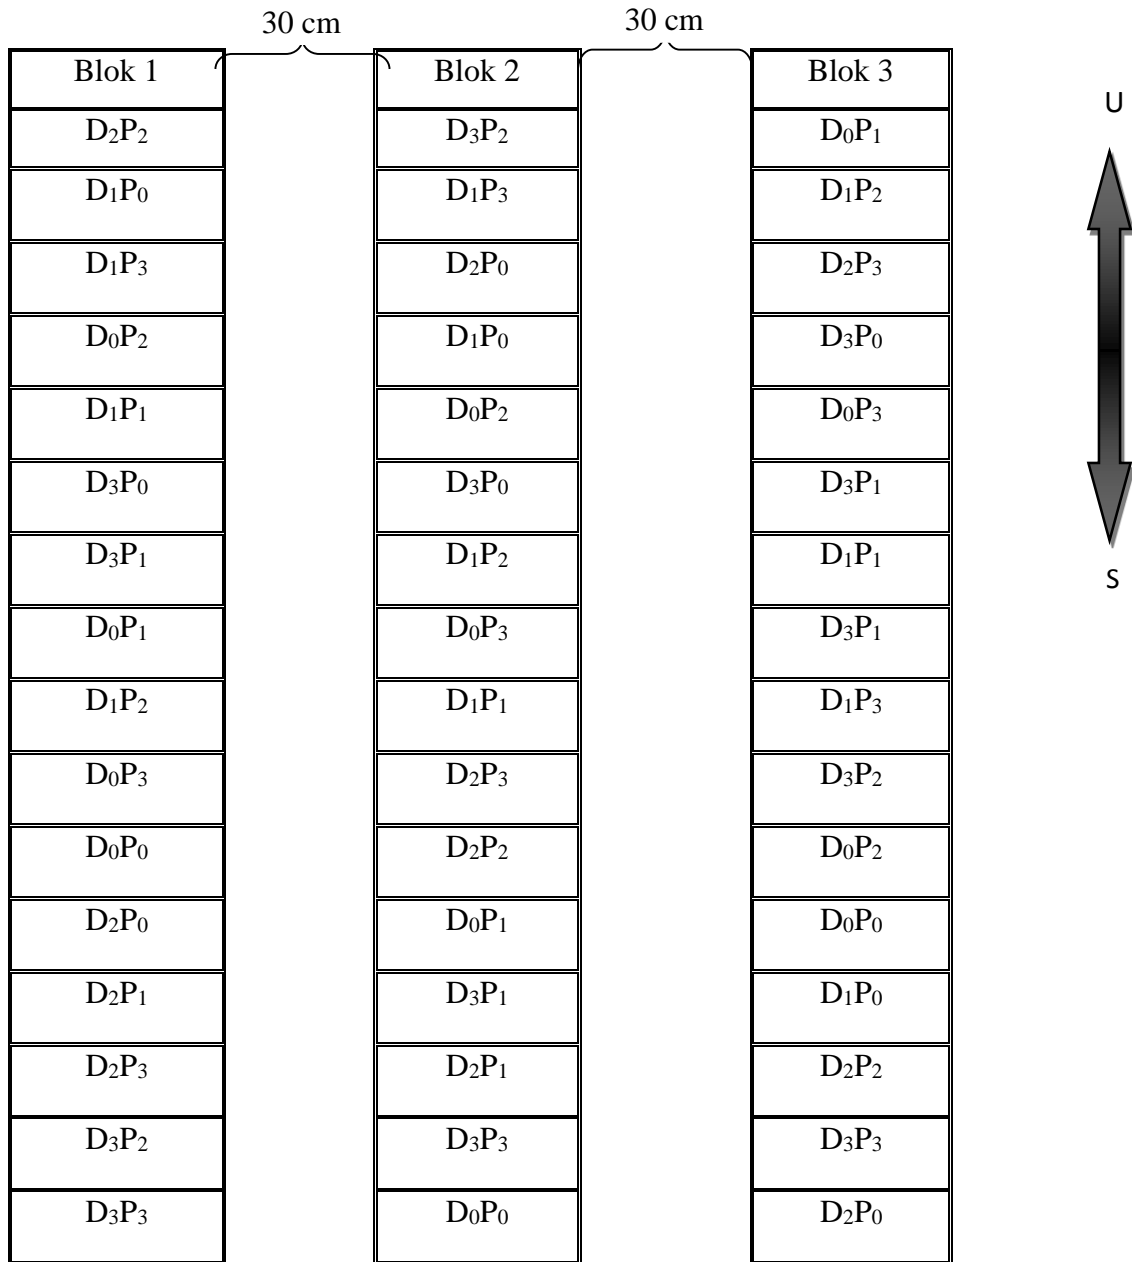 30 cm 30 cm
Blok 1 Blok 2 Blok 3
U
D₂P₂ D₃P₂ D₀P₁
D₁P₀ D₁P₃ D₁P₂
D₁P₃ D₂P₀ D₂P₃
D₀P₂ D₁P₀ D₃P₀
D₁P₁ D₀P₂ D₀P₃
D₃P₀ D₃P₀ D₃P₁
D₃P₁ D₁P₂ D₁P₁
S
D₀P₁ D₀P₃ D₃P₁
D₁P₂ D₁P₁ D₁P₃
D₀P₃ D₂P₃ D₃P₂
D₀P₀ D₂P₂ D₀P₂
D₂P₀ D₀P₁ D₀P₀
D₂P₁ D₃P₁ D₁P₀
D₂P₃ D₂P₁ D₂P₂
D₃P₂ D₃P₃ D₃P₃
D₃P₃ D₀P₀ D₂P₀